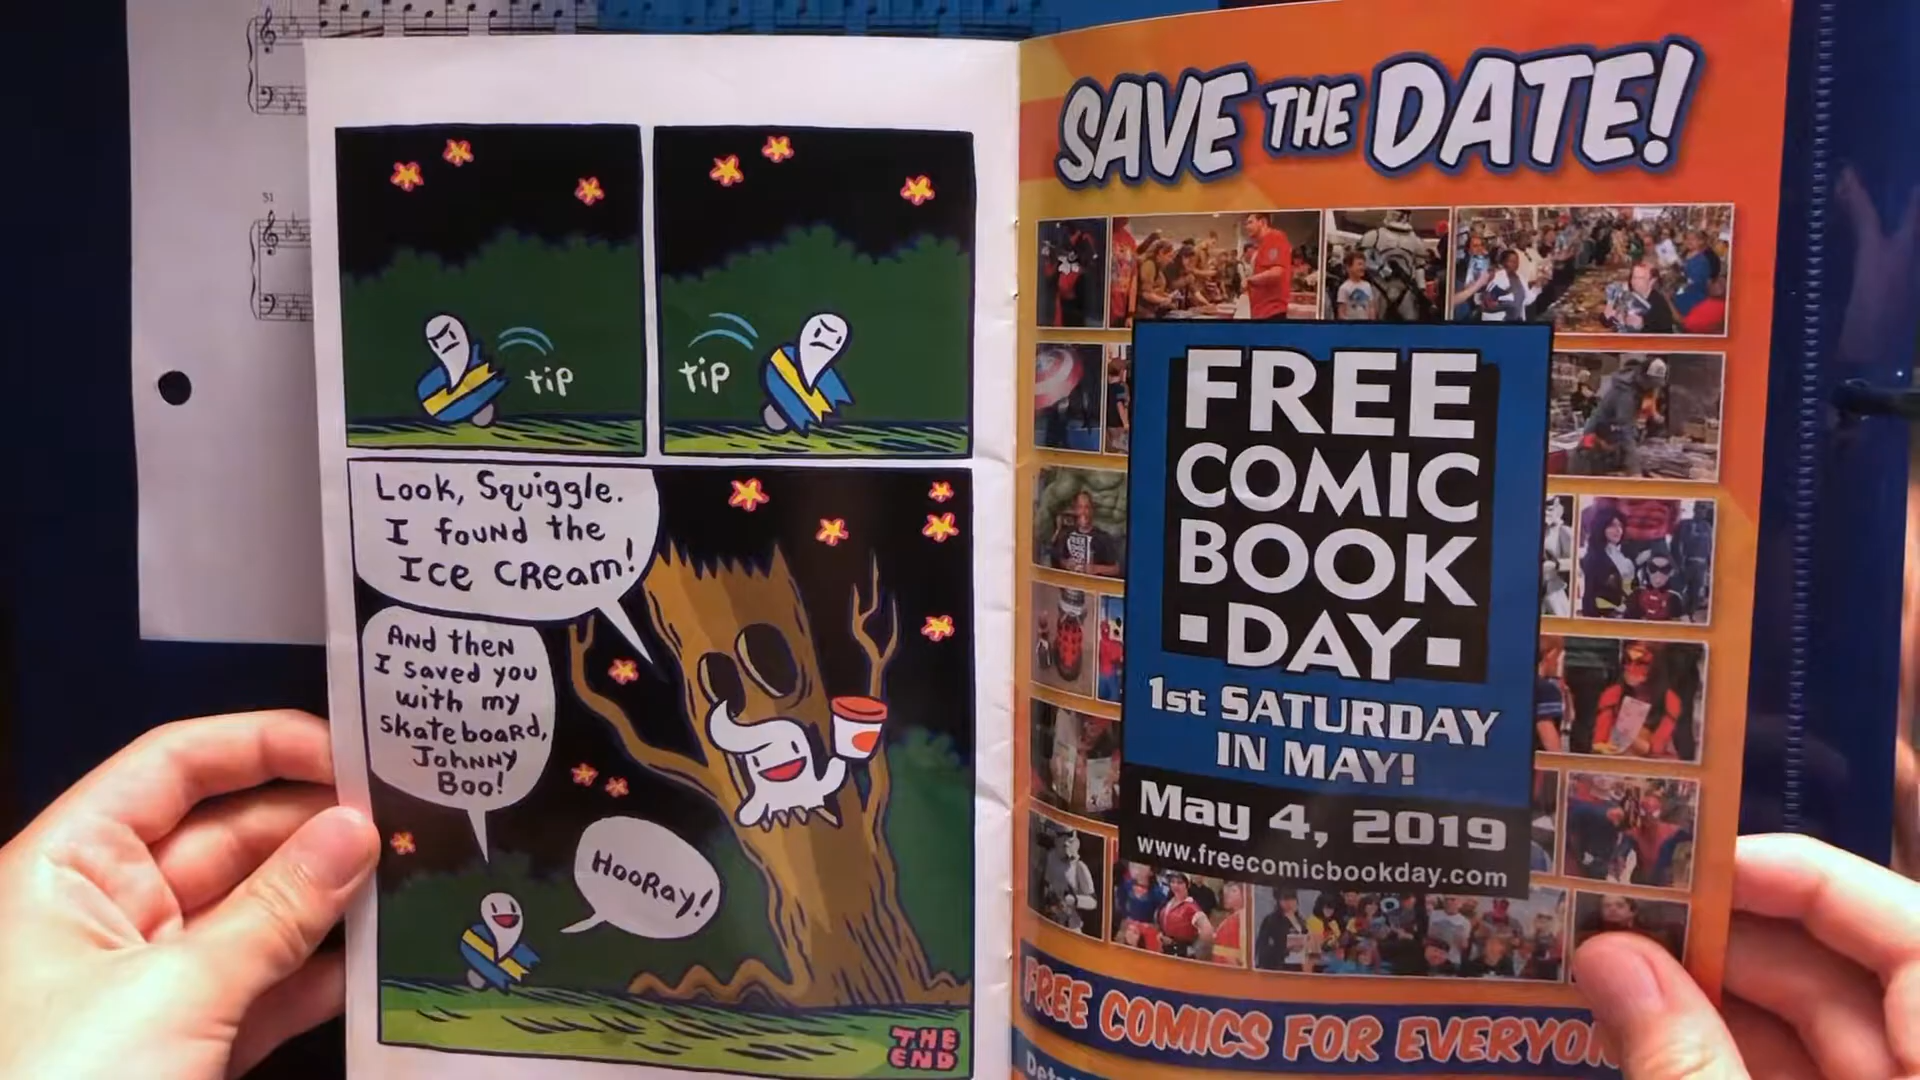 51
tip
tip
Look, Squiggle.
I found the
Ice Cream!
And then
I saved you
with my
skateboard,
Johnny
Boo!
Hooray!
THE
END
SAVE THE DATE!
FREE
COMIC
BOOK
DAY
1st SATURDAY
IN MAY!
May 4, 2019
www.freecomicbookday.com
FREE COMICS FOR